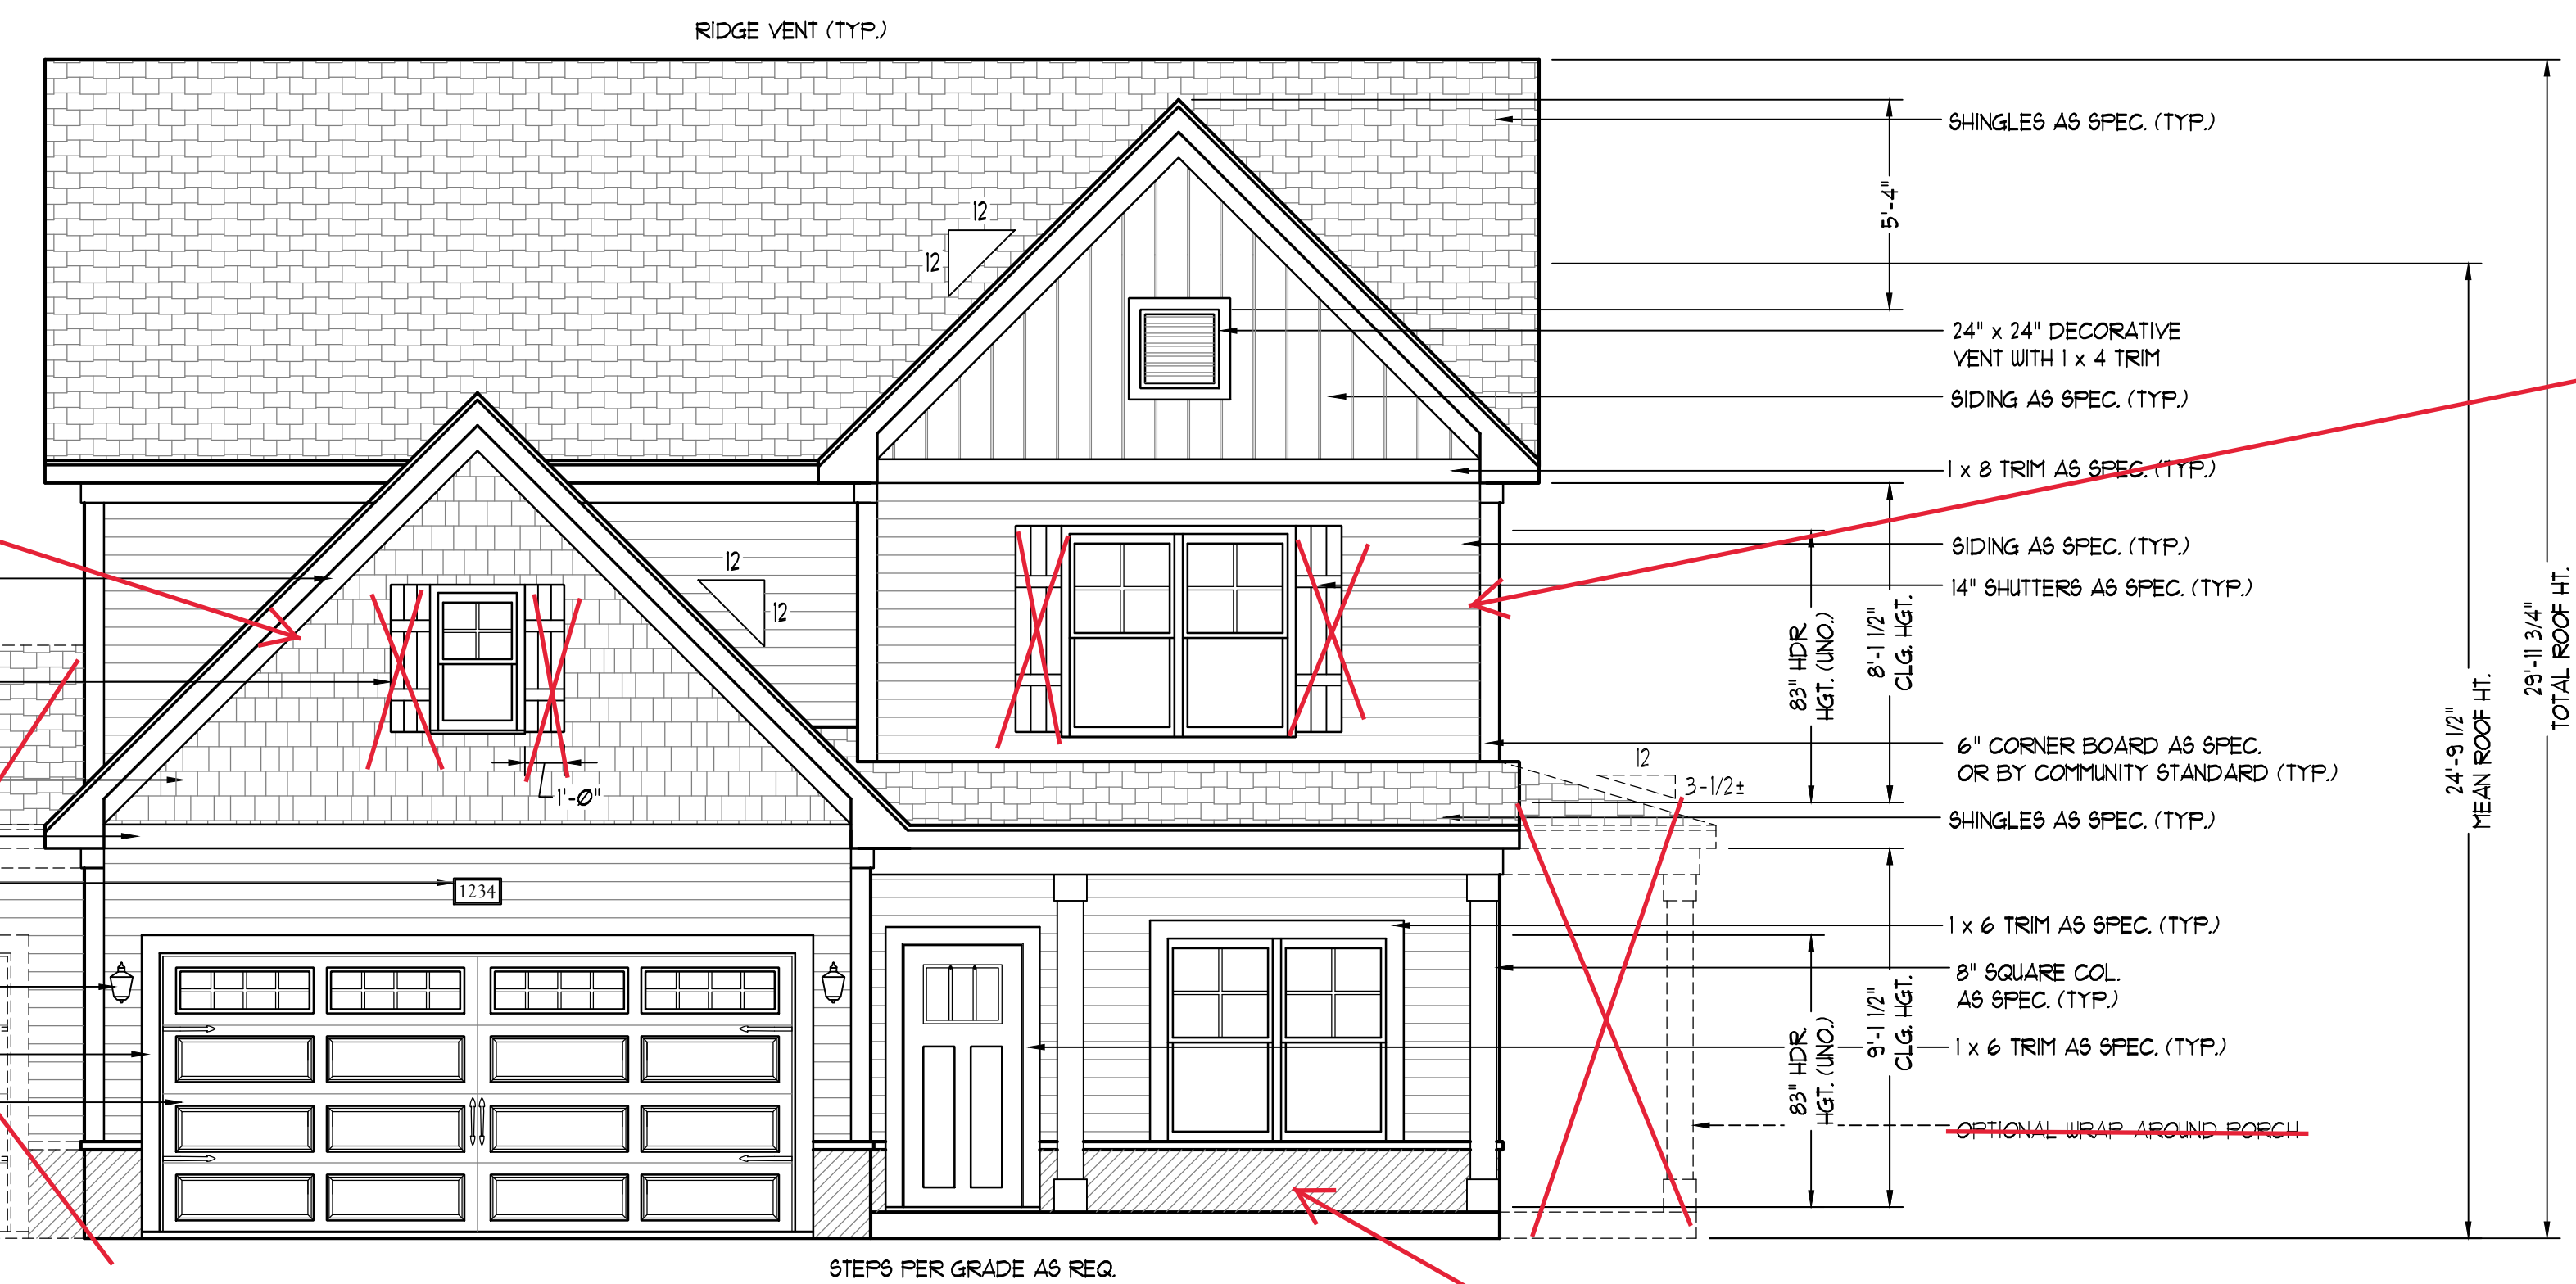 RIDGE VENT (TYP.)
12
12
SHINGLES AS SPEC. (TYP.)
5'-4"
24" x 24" DECORATIVE
VENT WITH 1 x 4 TRIM
SIDING AS SPEC. (TYP.)
1 x 8 TRIM AS SPEC. (TYP.)
SIDING AS SPEC. (TYP.)
14" SHUTTERS AS SPEC. (TYP.)
12
12
83" HDR.
HGT. (UNO.)
8'-1 1/2"
CLG. HGT.
29'-11 3/4"
TOTAL ROOF HT.
24'-9 1/2"
MEAN ROOF HT.
6" CORNER BOARD AS SPEC.
OR BY COMMUNITY STANDARD (TYP.)
12
3-1/2±
1'-Ø"
SHINGLES AS SPEC. (TYP.)
1234
1 x 6 TRIM AS SPEC. (TYP.)
8" SQUARE COL.
AS SPEC. (TYP.)
83" HDR.
HGT. (UNO.)
9'-1 1/2"
CLG. HGT.
1 x 6 TRIM AS SPEC. (TYP.)
OPTIONAL WRAP AROUND PORCH
STEPS PER GRADE AS REQ.